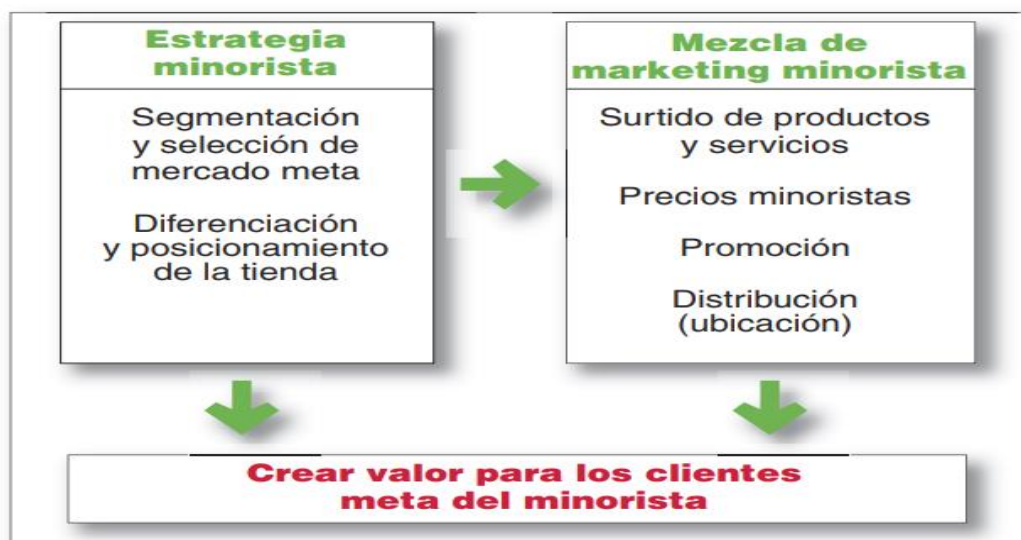 Estrategia
minorista
Segmentación
y selección de
mercado meta
Diferenciación
y posicionamiento
de la tienda
Mezcla de
marketing minorista
Surtido de productos
y servicios
Precios minoristas
Promoción
Distribución
(ubicación)
Crear valor para los clientes
meta del minorista